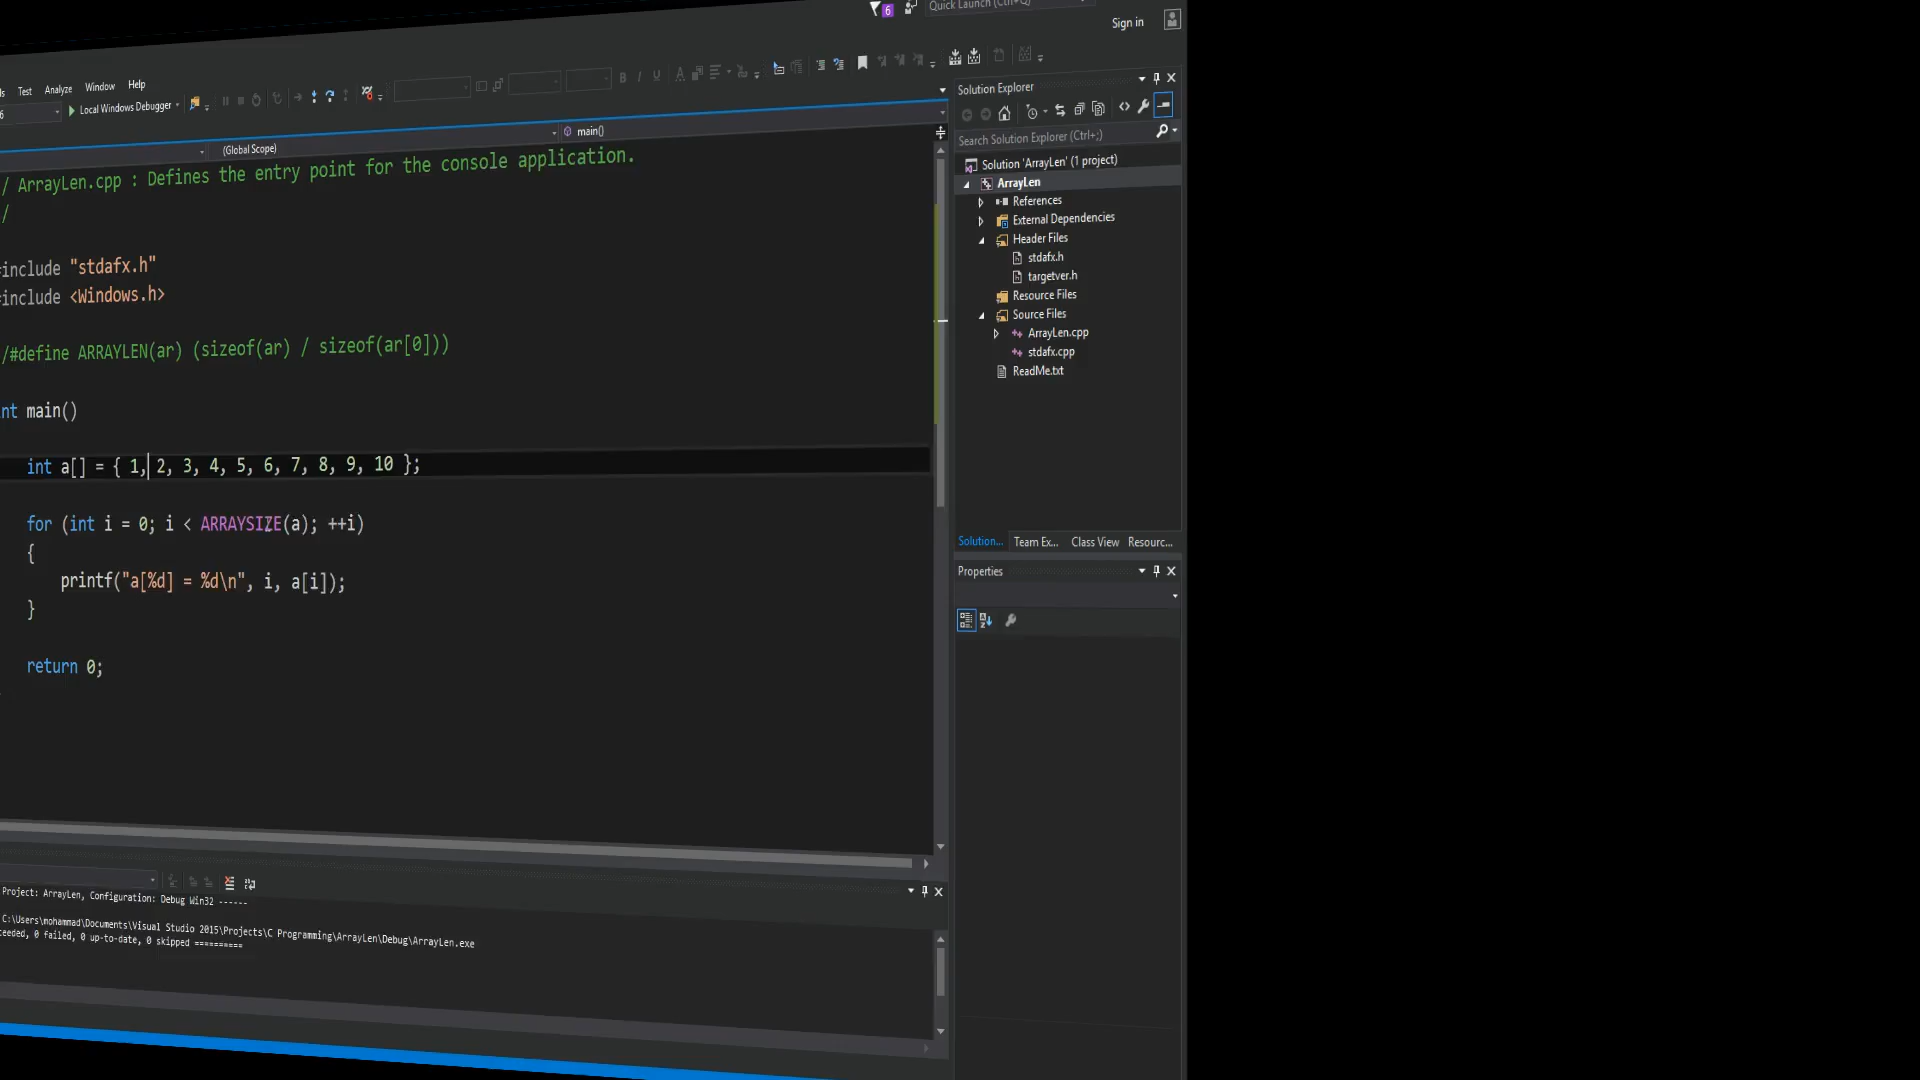 6
Quick Launch (Ctrl+Q)
Sign in
Test Analyze Window Help
6
Local Windows Debugger
(Global Scope)
main()
/ ArrayLen.cpp : Defines the entry point for the console application.
/
include "stdafx.h"
include <Windows.h>
/#define ARRAYLEN(ar) (sizeof(ar) / sizeof(ar[0]))
nt main()
int a[] = { 1, 2, 3, 4, 5, 6, 7, 8, 9, 10 };
for (int i = 0; i < ARRAYSIZE(a); ++i)
{
printf("a[%d] = %d\n", i, a[i]);
}
return 0;
Project: ArrayLen, Configuration: Debug Win32 ------
C:\Users\mohammad\Documents\Visual Studio 2015\Projects\C Programming\ArrayLen\Debug\ArrayLen.exe
eeded, 0 failed, 0 up-to-date, 0 skipped ==========
Solution Explorer
Search Solution Explorer (Ctrl+;)
Solution 'ArrayLen' (1 project)
ArrayLen
References
External Dependencies
Header Files
stdafx.h
targetver.h
Resource Files
Source Files
ArrayLen.cpp
stdafx.cpp
ReadMe.txt
Solution... Team Ex... Class View Resourc...
Properties